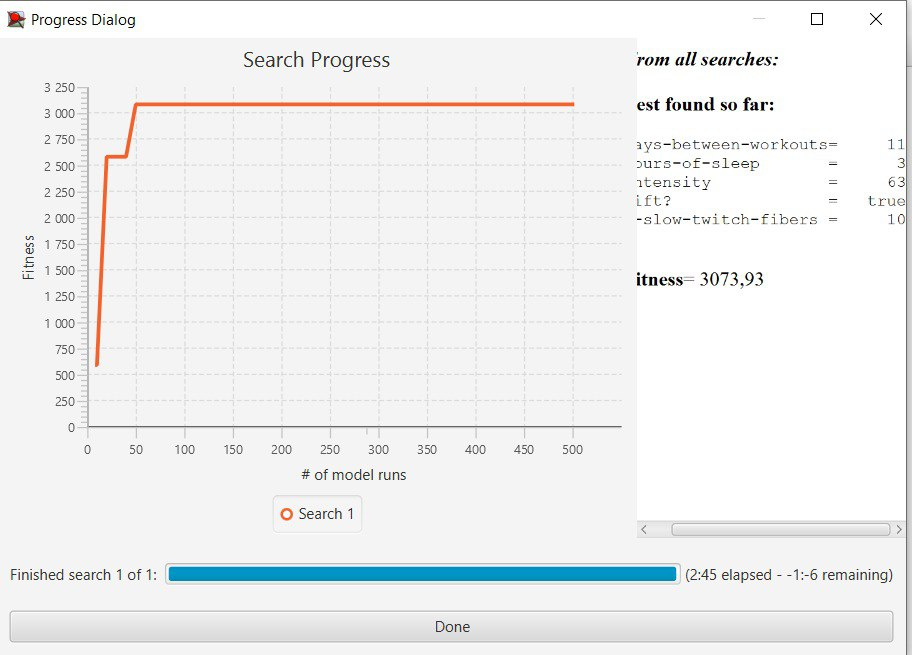 Progress Dialog
Search Progress
rom all searches:
est found so far:
ays-between-workouts= 11
ours-of-sleep = 3
ntensity = 63
ift? = true
-slow-twitch-fibers = 10
itness= 3073,93
Fitness
3 250
3 000
2 750
2 500
2 250
2 000
1 750
1 500
1 250
1 000
750
500
250
0
0 50 100 150 200 250 300 350 400 450 500
# of model runs
Search 1
Finished search 1 of 1: (2:45 elapsed - -1:-6 remaining)
Done